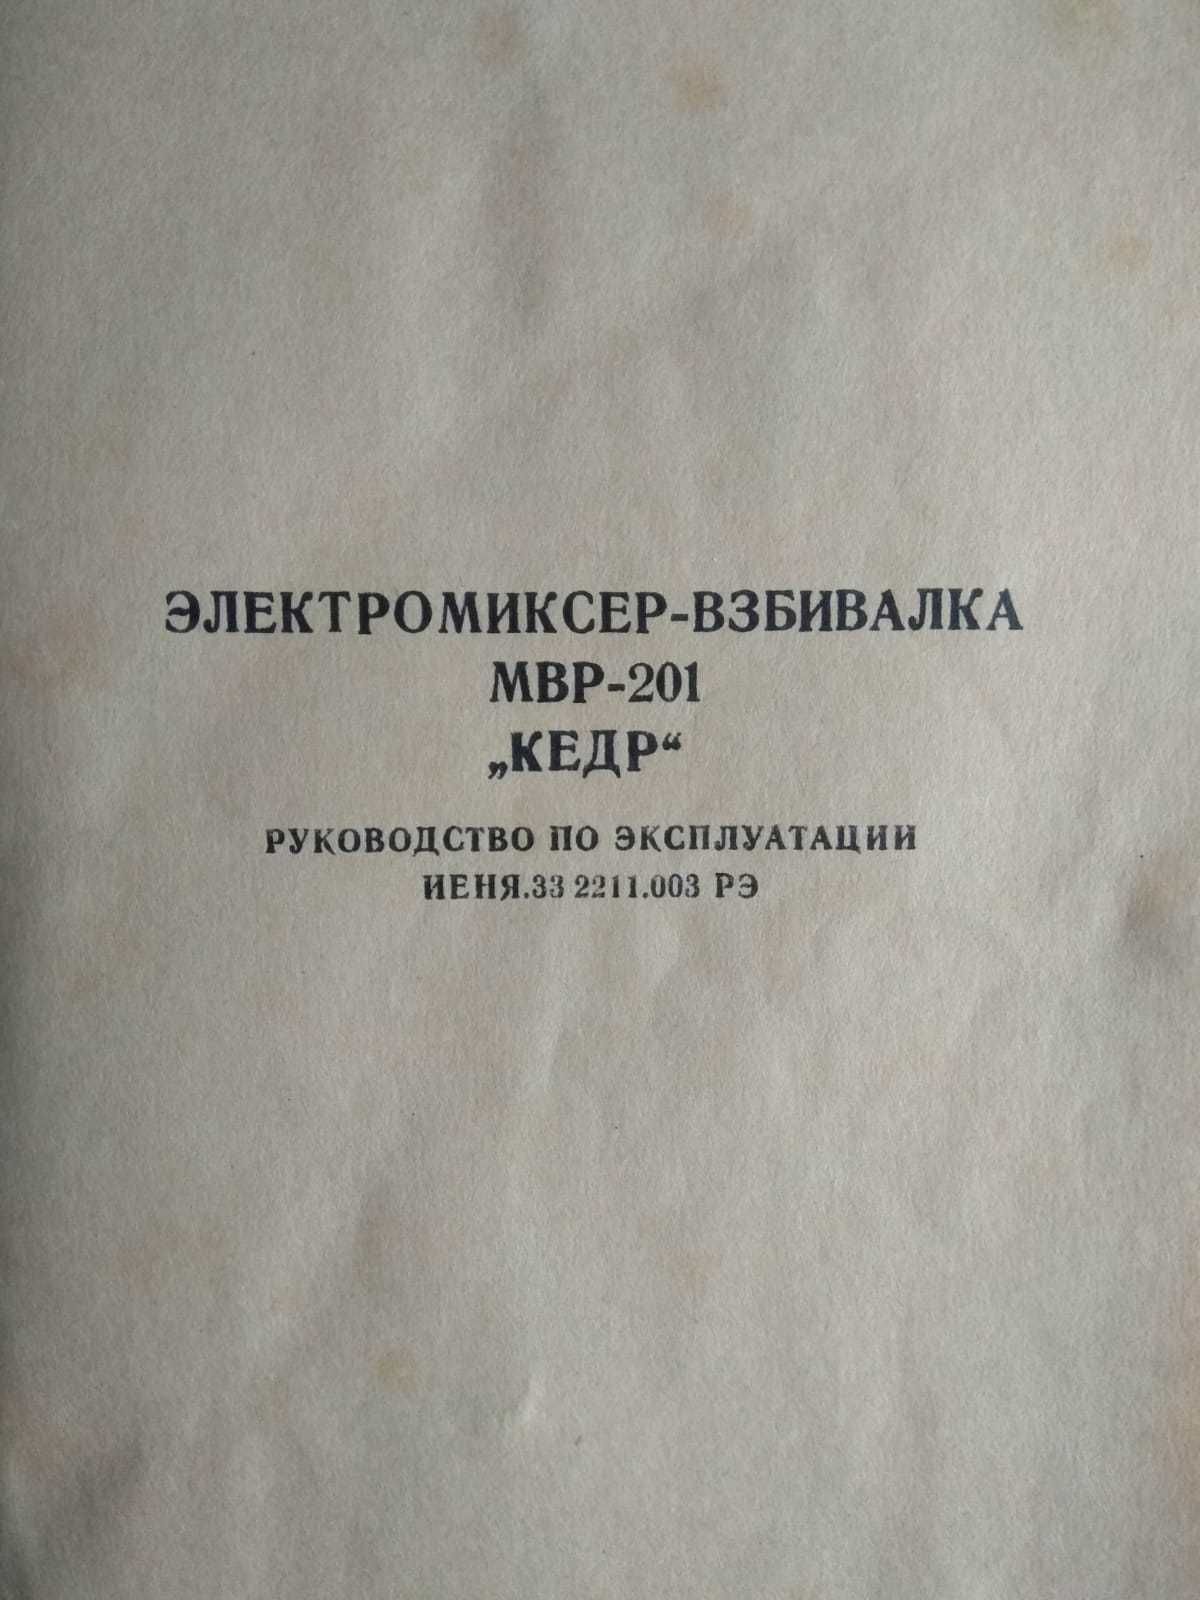 ЭЛЕКТРОМИКСЕР-ВЗБИВАЛКА
МВР-201
„КЕДР“
РУКОВОДСТВО ПО ЭКСПЛУАТАЦИИ
ИЕНЯ.33 2211.003 РЭ